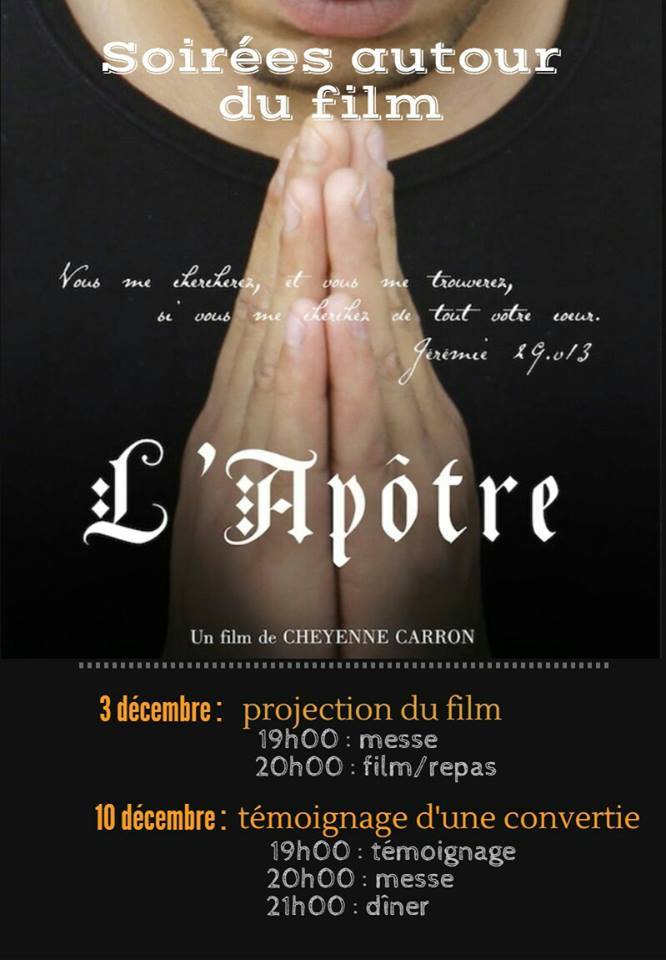 Soirées autour
du film
Vous me chercherez, et vous me trouverez,
si vous me cherchez de tout votre coeur.
Jérémie 29.v13
L'Apôtre
Un film de CHEYENNE CARRON
3 décembre : projection du film
19h00 : messe
20h00 : film/repas
10 décembre : témoignage d'une convertie
19h00 : témoignage
20h00 : messe
21h00 : dîner